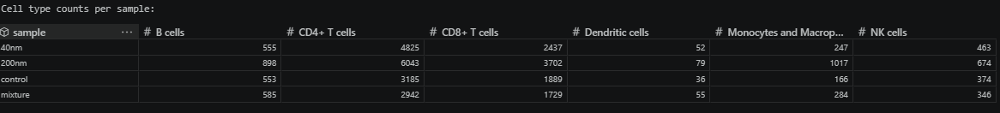 Cell type counts per sample:
sample ··· # B cells # CD4+ T cells # CD8+ T cells # Dendritic cells # Monocytes and Macrop... # NK cells
40nm 555 4825 2437 52 247 463
200nm 898 6043 3702 79 1017 674
control 553 3185 1889 36 166 374
mixture 585 2942 1729 55 284 346